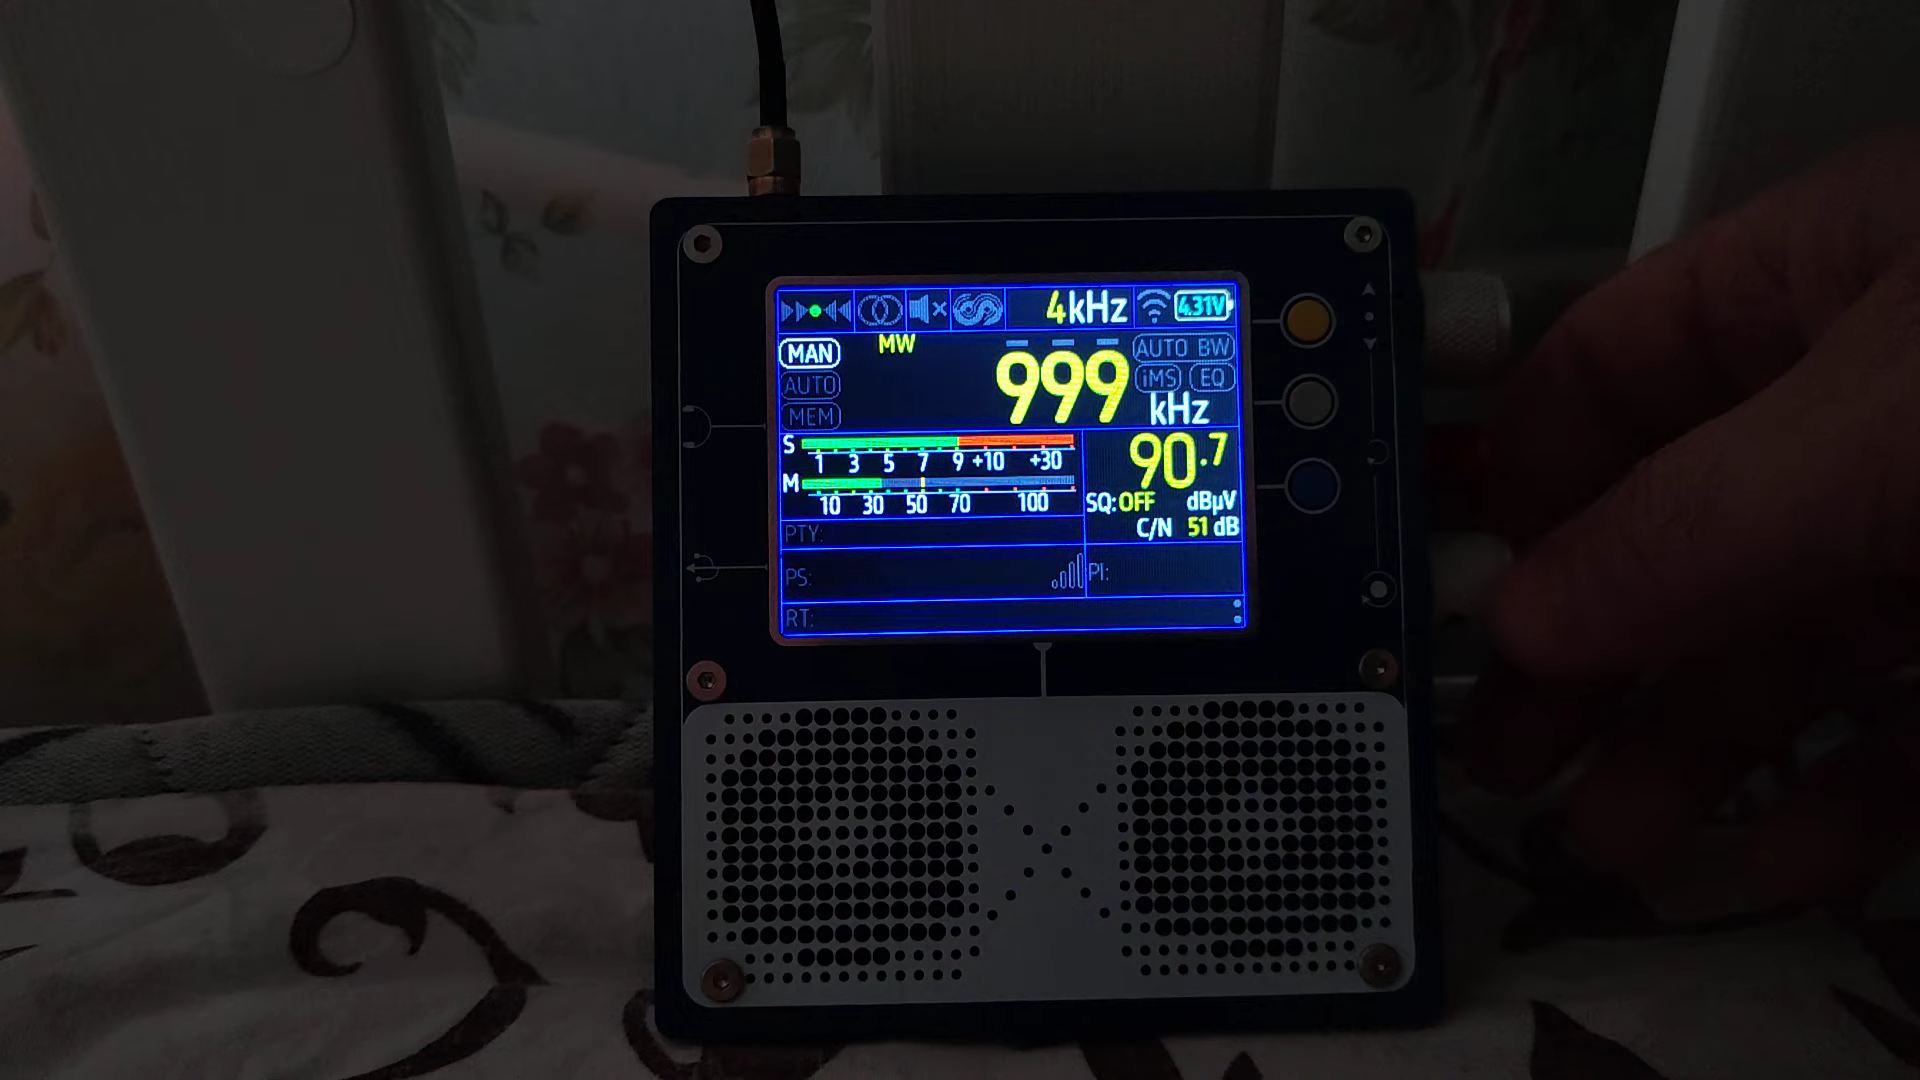 4kHz 4.31V
MAN MW 999 kHz AUTO BW
AUTO iMS EQ
MEM
S 1 3 5 7 9 +10 +30
M 10 30 50 70 100
90.7
SQ:OFF dBµV
C/N 51 dB
PTY:
PS: PI:
RT: